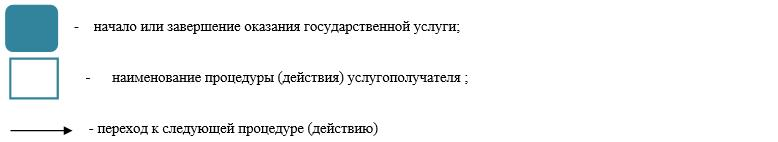 - начало или завершение оказания государственной услуги;
- наименование процедуры (действия) услугополучателя ;
- переход к следующей процедуре (действию)